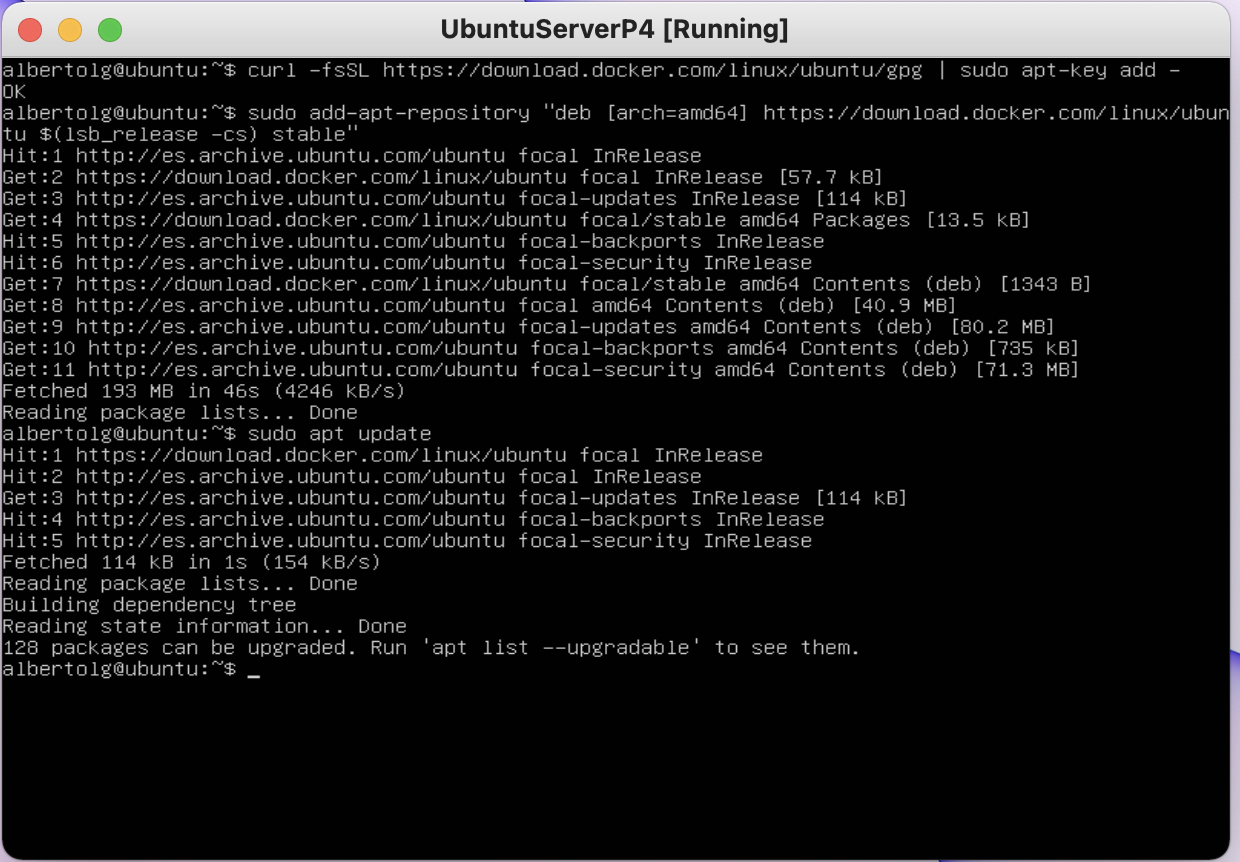 UbuntuServerP4 [Running]
albertolg@ubuntu:~$ curl -fsSL https://download.docker.com/linux/ubuntu/gpg | sudo apt-key add -
OK
albertolg@ubuntu:~$ sudo add-apt-repository "deb [arch=amd64] https://download.docker.com/linux/ubun
tu $(lsb_release -cs) stable"
Hit:1 http://es.archive.ubuntu.com/ubuntu focal InRelease
Get:2 https://download.docker.com/linux/ubuntu focal InRelease [57.7 kB]
Get:3 http://es.archive.ubuntu.com/ubuntu focal-updates InRelease [114 kB]
Get:4 https://download.docker.com/linux/ubuntu focal/stable amd64 Packages [13.5 kB]
Hit:5 http://es.archive.ubuntu.com/ubuntu focal-backports InRelease
Hit:6 http://es.archive.ubuntu.com/ubuntu focal-security InRelease
Get:7 https://download.docker.com/linux/ubuntu focal/stable amd64 Contents (deb) [1343 B]
Get:8 http://es.archive.ubuntu.com/ubuntu focal amd64 Contents (deb) [40.9 MB]
Get:9 http://es.archive.ubuntu.com/ubuntu focal-updates amd64 Contents (deb) [80.2 MB]
Get:10 http://es.archive.ubuntu.com/ubuntu focal-backports amd64 Contents (deb) [735 kB]
Get:11 http://es.archive.ubuntu.com/ubuntu focal-security amd64 Contents (deb) [71.3 MB]
Fetched 193 MB in 46s (4246 kB/s)
Reading package lists... Done
albertolg@ubuntu:~$ sudo apt update
Hit:1 https://download.docker.com/linux/ubuntu focal InRelease
Hit:2 http://es.archive.ubuntu.com/ubuntu focal InRelease
Get:3 http://es.archive.ubuntu.com/ubuntu focal-updates InRelease [114 kB]
Hit:4 http://es.archive.ubuntu.com/ubuntu focal-backports InRelease
Hit:5 http://es.archive.ubuntu.com/ubuntu focal-security InRelease
Fetched 114 kB in 1s (154 kB/s)
Reading package lists... Done
Building dependency tree
Reading state information... Done
128 packages can be upgraded. Run 'apt list --upgradable' to see them.
albertolg@ubuntu:~$ _